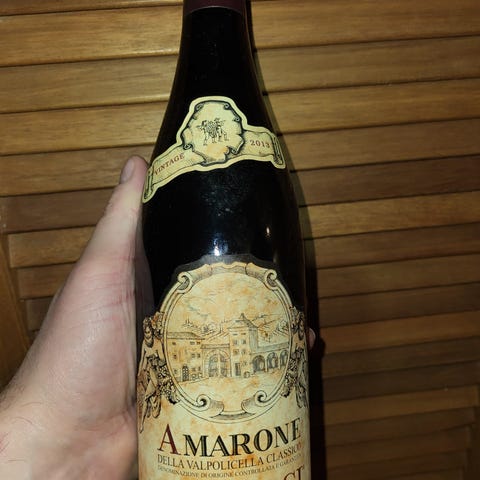 VINTAGE 2013
AMARONE
DELLA VALPOLICELLA CLASSICO
DENOMINAZIONE DI ORIGINE CONTROLLATA E GARANTITA